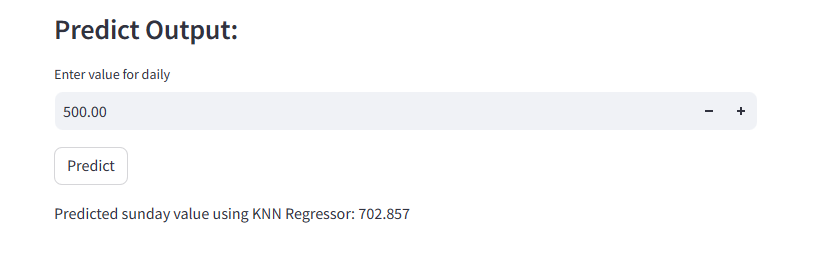 Predict Output:
Enter value for daily
500.00
Predict
Predicted sunday value using KNN Regressor: 702.857